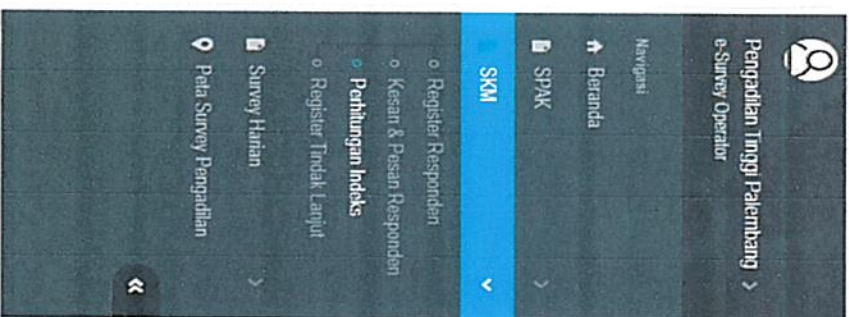 Pengadilan Tinggi Palembang
e-Survey Operator
Navigasi
Beranda
SPAK
SKM
Register Responden
Kesan & Pesan Responden
Perhitungan Indeks
Register Tindak Lanjut
Survey Harian
Peta Survey Pengadilan